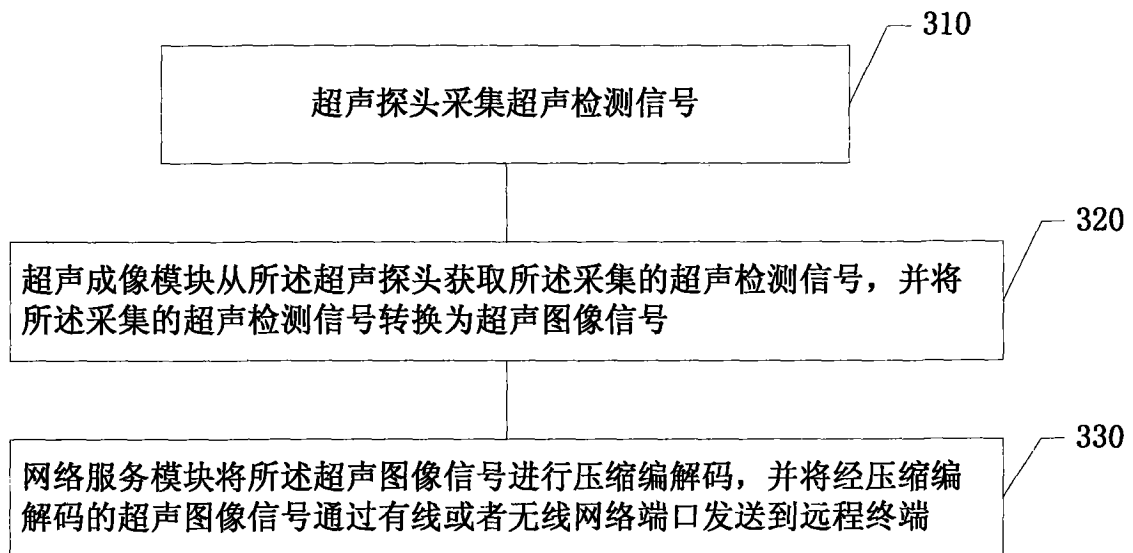 310
超声探头采集超声检测信号
320
超声成像模块从所述超声探头获取所述采集的超声检测信号，并将
所述采集的超声检测信号转换为超声图像信号
330
网络服务模块将所述超声图像信号进行压缩编解码，并将经压缩编
解码的超声图像信号通过有线或者无线网络端口发送到远程终端